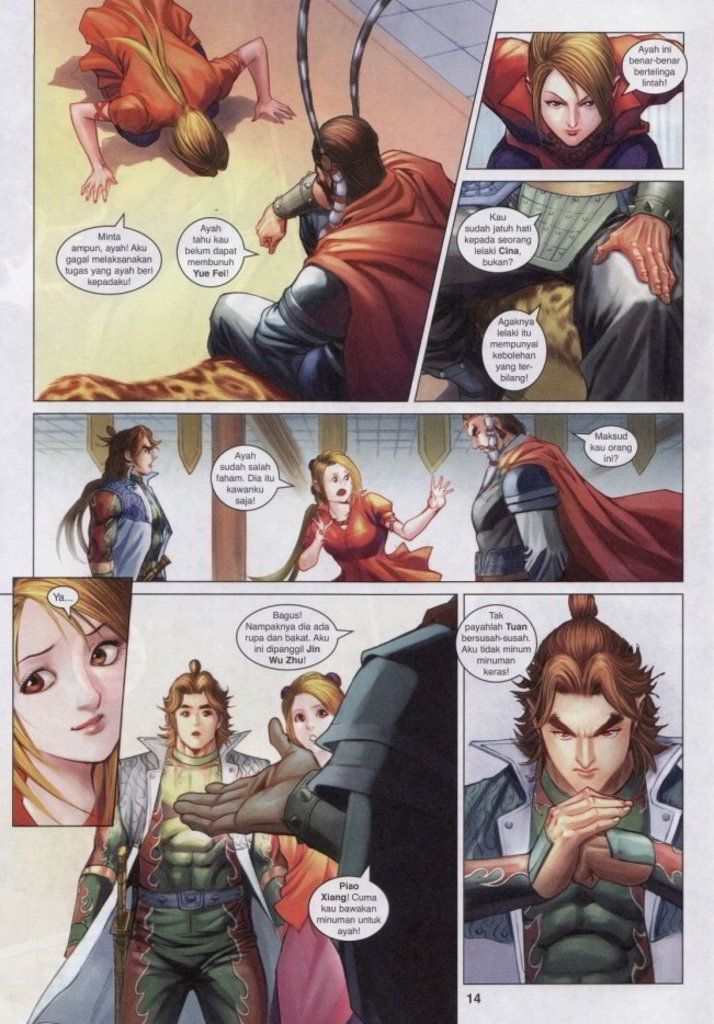 Minta
ampun, ayah! Aku
gagal melaksanakan
tugas yang ayah beri
kepadaku!
Ayah
tahu kau
belum dapat
membunuh
Yue Fei!
Ayah ini
benar-benar
bertelinga
lintah!
Kau
sudah jatuh hati
kepada seorang
lelaki Cina,
bukan?
Agaknya
lelaki itu
mempunyai
kebolehan
yang ter-
bilang!
Ayah
sudah salah
faham. Dia itu
kawanku
saja!
Maksud
kau orang
ini?
Ya...
Bagus!
Nampaknya dia ada
rupa dan bakat. Aku
ini dipanggil Jin
Wu Zhu!
Piao
Xiang! Cuma
kau bawakan
minuman untuk
ayah!
Tak
payahlah Tuan
bersusah-susah.
Aku tidak minum
minuman
keras!
14